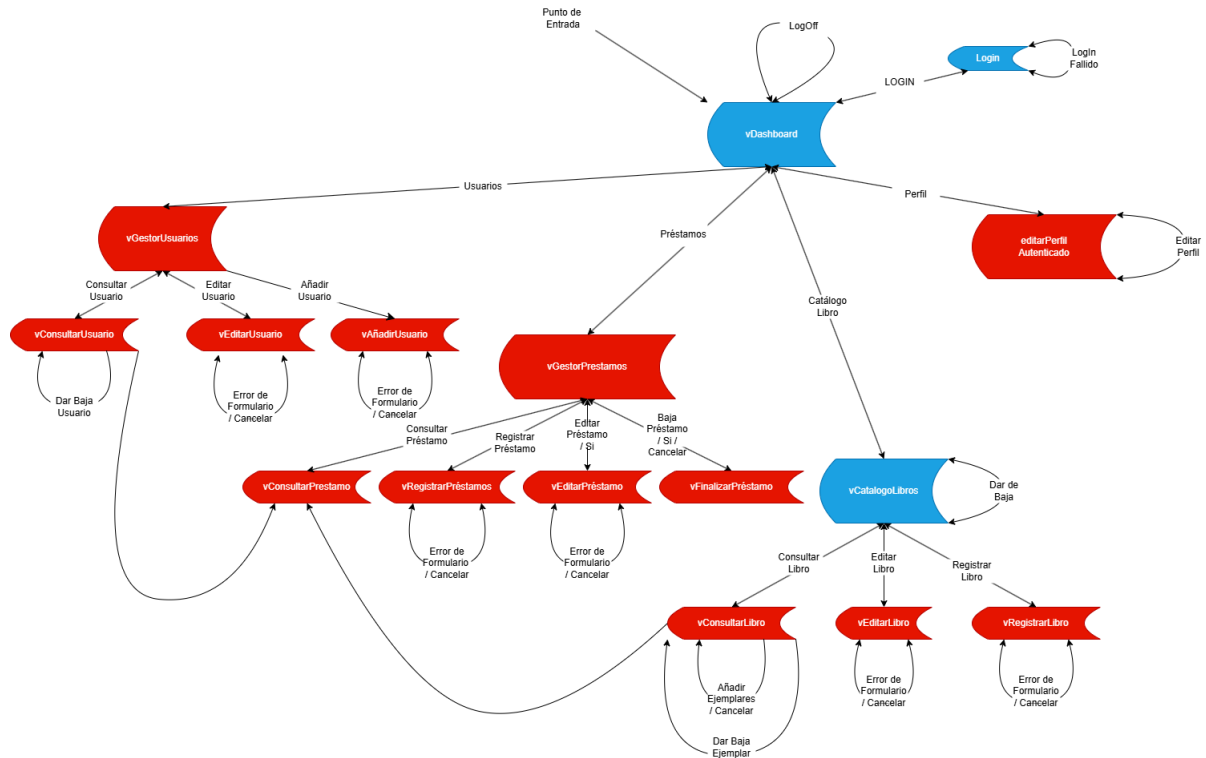 Punto de
Entrada
LogOff
Login
LogIn
Fallido
LOGIN
vDashboard
Usuarios
Perfil
vGestorUsuarios
Préstamos
editarPerfil
Autenticado
Editar
Perfil
Consultar
Usuario
Editar
Usuario
Añadir
Usuario
Catálogo
Libro
vConsultarUsuario
vEditarUsuario
vAñadirUsuario
vGestorPrestamos
Dar Baja
Usuario
Error de
Formulario
/ Cancelar
Error de
Formulario
/ Cancelar
Consultar
Préstamo
Registrar
Préstamo
Editar
Préstamo
/ Si
Baja
Préstamo
/ Si /
Cancelar
vConsultarPrestamo
vRegistrarPréstamos
vEditarPréstamo
vFinalizarPréstamo
vCatalogoLibros
Dar de
Baja
Error de
Formulario
/ Cancelar
Error de
Formulario
/ Cancelar
Consultar
Libro
Editar
Libro
Registrar
Libro
vConsultarLibro
vEditarLibro
vRegistrarLibro
Añadir
Ejemplares
/ Cancelar
Error de
Formulario
/ Cancelar
Error de
Formulario
/ Cancelar
Dar Baja
Ejemplar